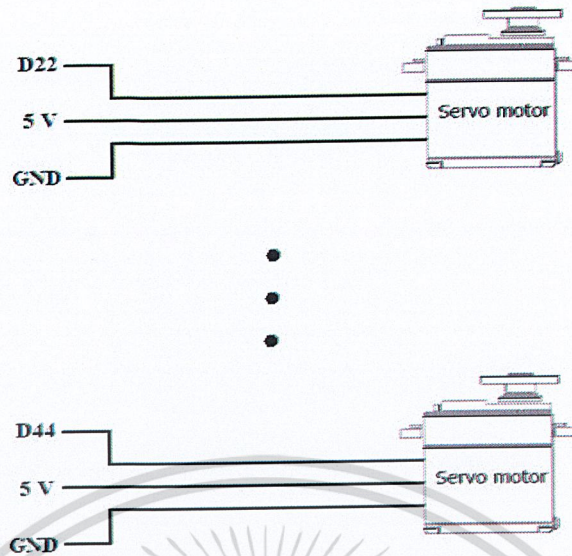 D22
5 V
GND
Servo motor
D44
5 V
GND
Servo motor